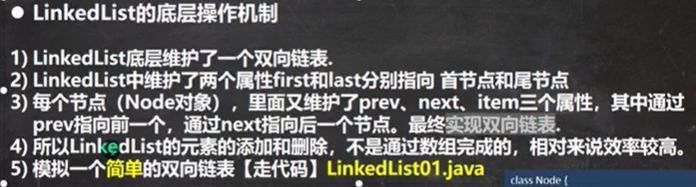 ● LinkedList的底层操作机制
1) LinkedList底层维护了一个双向链表.
2) LinkedList中维护了两个属性first和last分别指向 首节点和尾节点
3) 每个节点（Node对象），里面又维护了prev、next、item三个属性，其中通过
prev指向前一个，通过next指向后一个节点。最终实现双向链表.
4) 所以LinkedList的元素的添加和删除，不是通过数组完成的，相对来说效率较高。
5) 模拟一个简单的双向链表【走代码】LinkedList01.java
class Node {